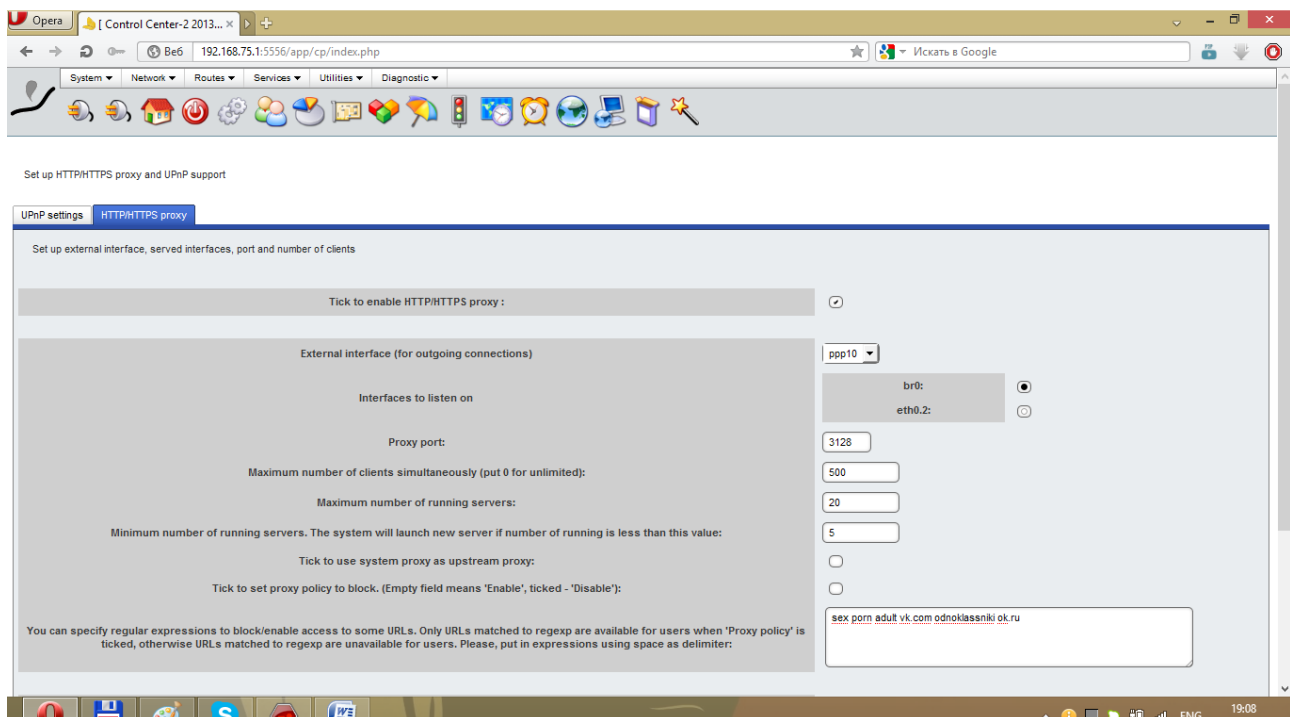 Opera
[ Control Center-2 2013...
Веб
192.168.75.1:5556/app/cp/index.php
Искать в Google
System Network Routes Services Utilities Diagnostic
Set up HTTP/HTTPS proxy and UPnP support
UPnP settings HTTP/HTTPS proxy
Set up external interface, served interfaces, port and number of clients
Tick to enable HTTP/HTTPS proxy :
External interface (for outgoing connections) ppp10
Interfaces to listen on
br0:
eth0.2:
Proxy port: 3128
Maximum number of clients simultaneously (put 0 for unlimited): 500
Maximum number of running servers: 20
Minimum number of running servers. The system will launch new server if number of running is less than this value: 5
Tick to use system proxy as upstream proxy:
Tick to set proxy policy to block. (Empty field means 'Enable', ticked - 'Disable'):
You can specify regular expressions to block/enable access to some URLs. Only URLs matched to regexp are available for users when 'Proxy policy' is
ticked, otherwise URLs matched to regexp are unavailable for users. Please, put in expressions using space as delimiter:
sex porn adult vk.com odnoklassniki ok.ru
ENG
19:08